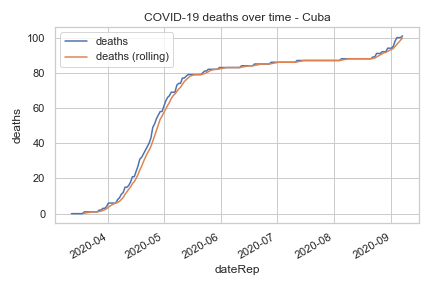 COVID-19 deaths over time - Cuba
deaths
deaths (rolling)
deaths
100
80
60
40
20
0
2020-04
2020-05
2020-06
2020-07
2020-08
2020-09
dateRep